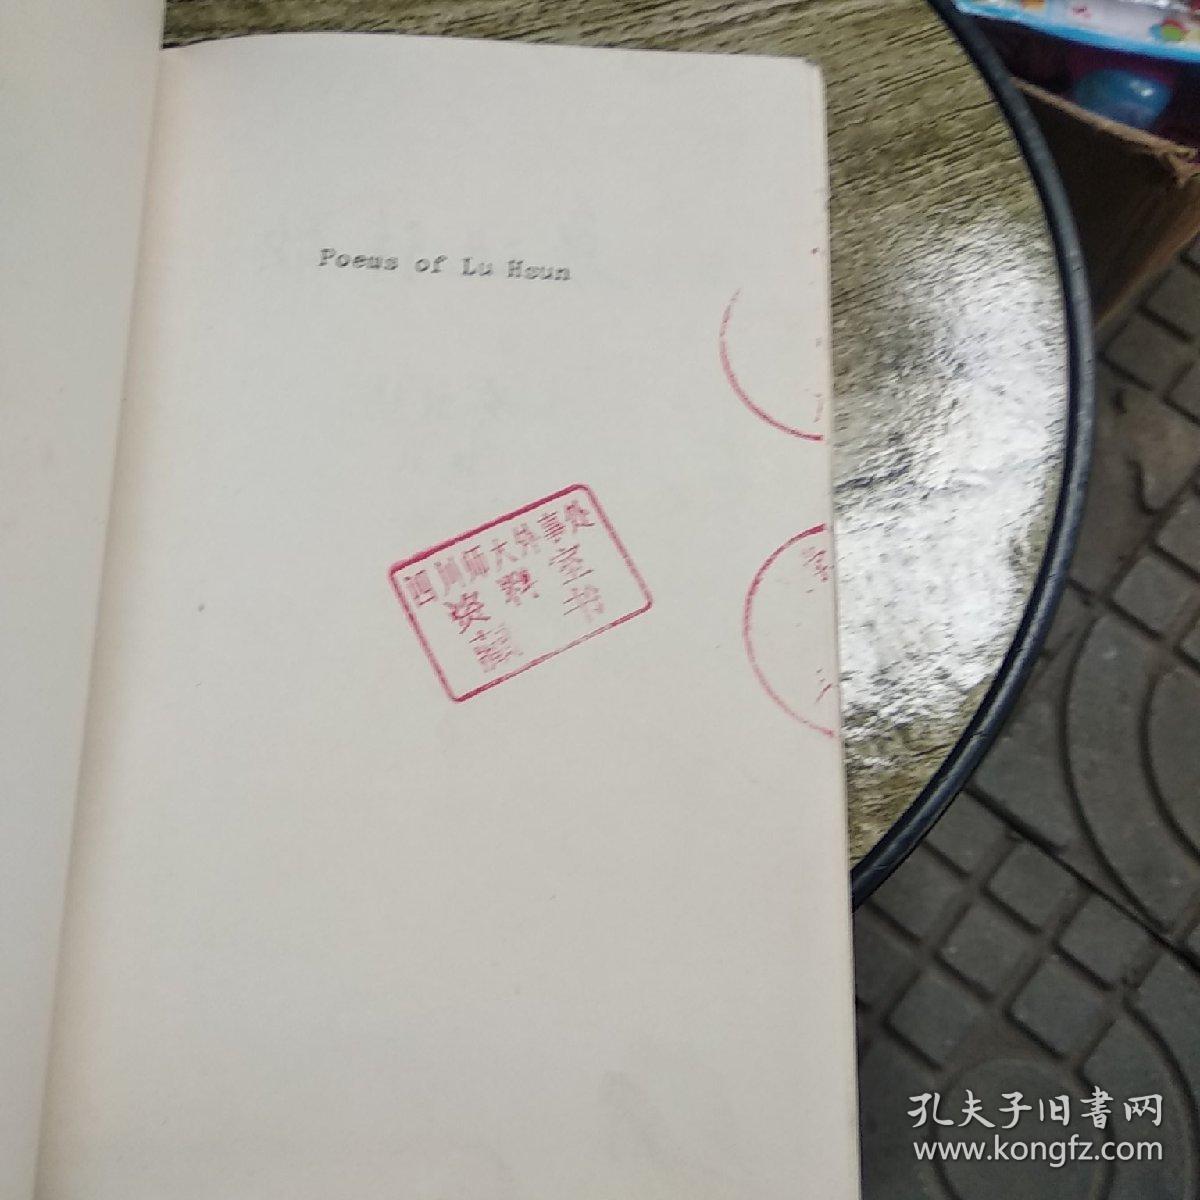 Poems of Lu Hsun
四川师大外事处
资料室
藏书
孔夫子旧書网
www.kongfz.com